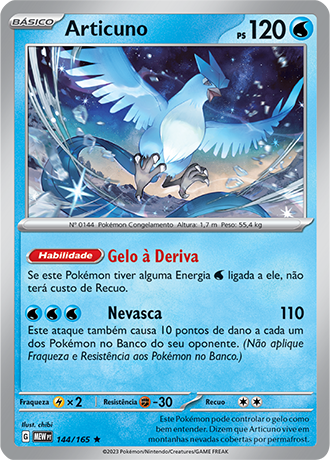 BÁSICO
Articuno
PS 120
Nº 0144 Pokémon Congelamento Altura: 1,7 m Peso: 55,4 kg
Habilidade Gelo à Deriva
Se este Pokémon tiver alguma Energia ligada a ele, não
terá custo de Recuo.
Nevasca 110
Este ataque também causa 10 pontos de dano a cada um
dos Pokémon no Banco do seu oponente. (Não aplique
Fraqueza e Resistência aos Pokémon no Banco.)
Fraqueza ×2 Resistência -30 Recuo
Ilust. chibi
G MEW PT 144/165
Este Pokémon pode controlar o gelo como
bem entender. Dizem que Articuno vive em
montanhas nevadas cobertas por permafrost.
©2023 Pokémon/Nintendo/Creatures/GAME FREAK